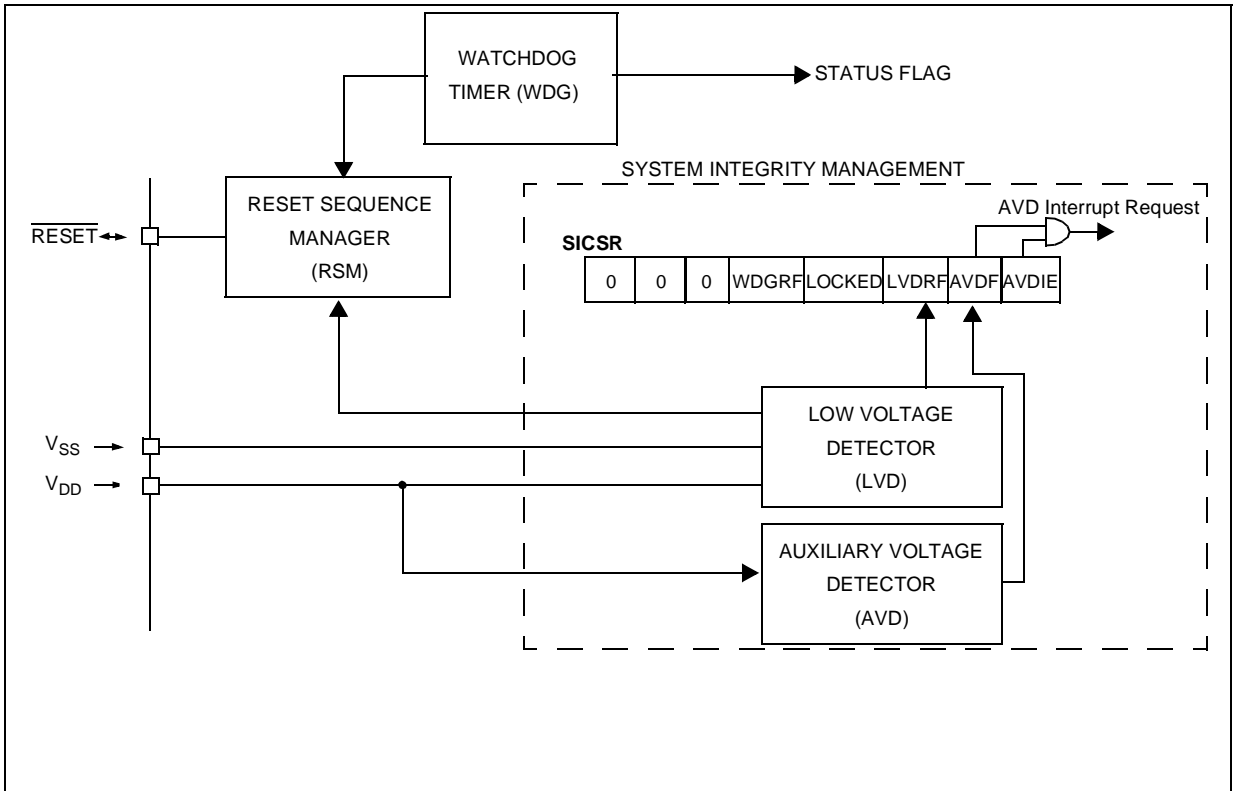 WATCHDOG
TIMER (WDG)
STATUS FLAG
SYSTEM INTEGRITY MANAGEMENT
RESET SEQUENCE
MANAGER
(RSM)
RESET
AVD Interrupt Request
SICSR
0 0 0 WDGRF LOCKED LVDRF AVDF AVDIE
LOW VOLTAGE
DETECTOR
(LVD)
VSS
VDD
AUXILIARY VOLTAGE
DETECTOR
(AVD)